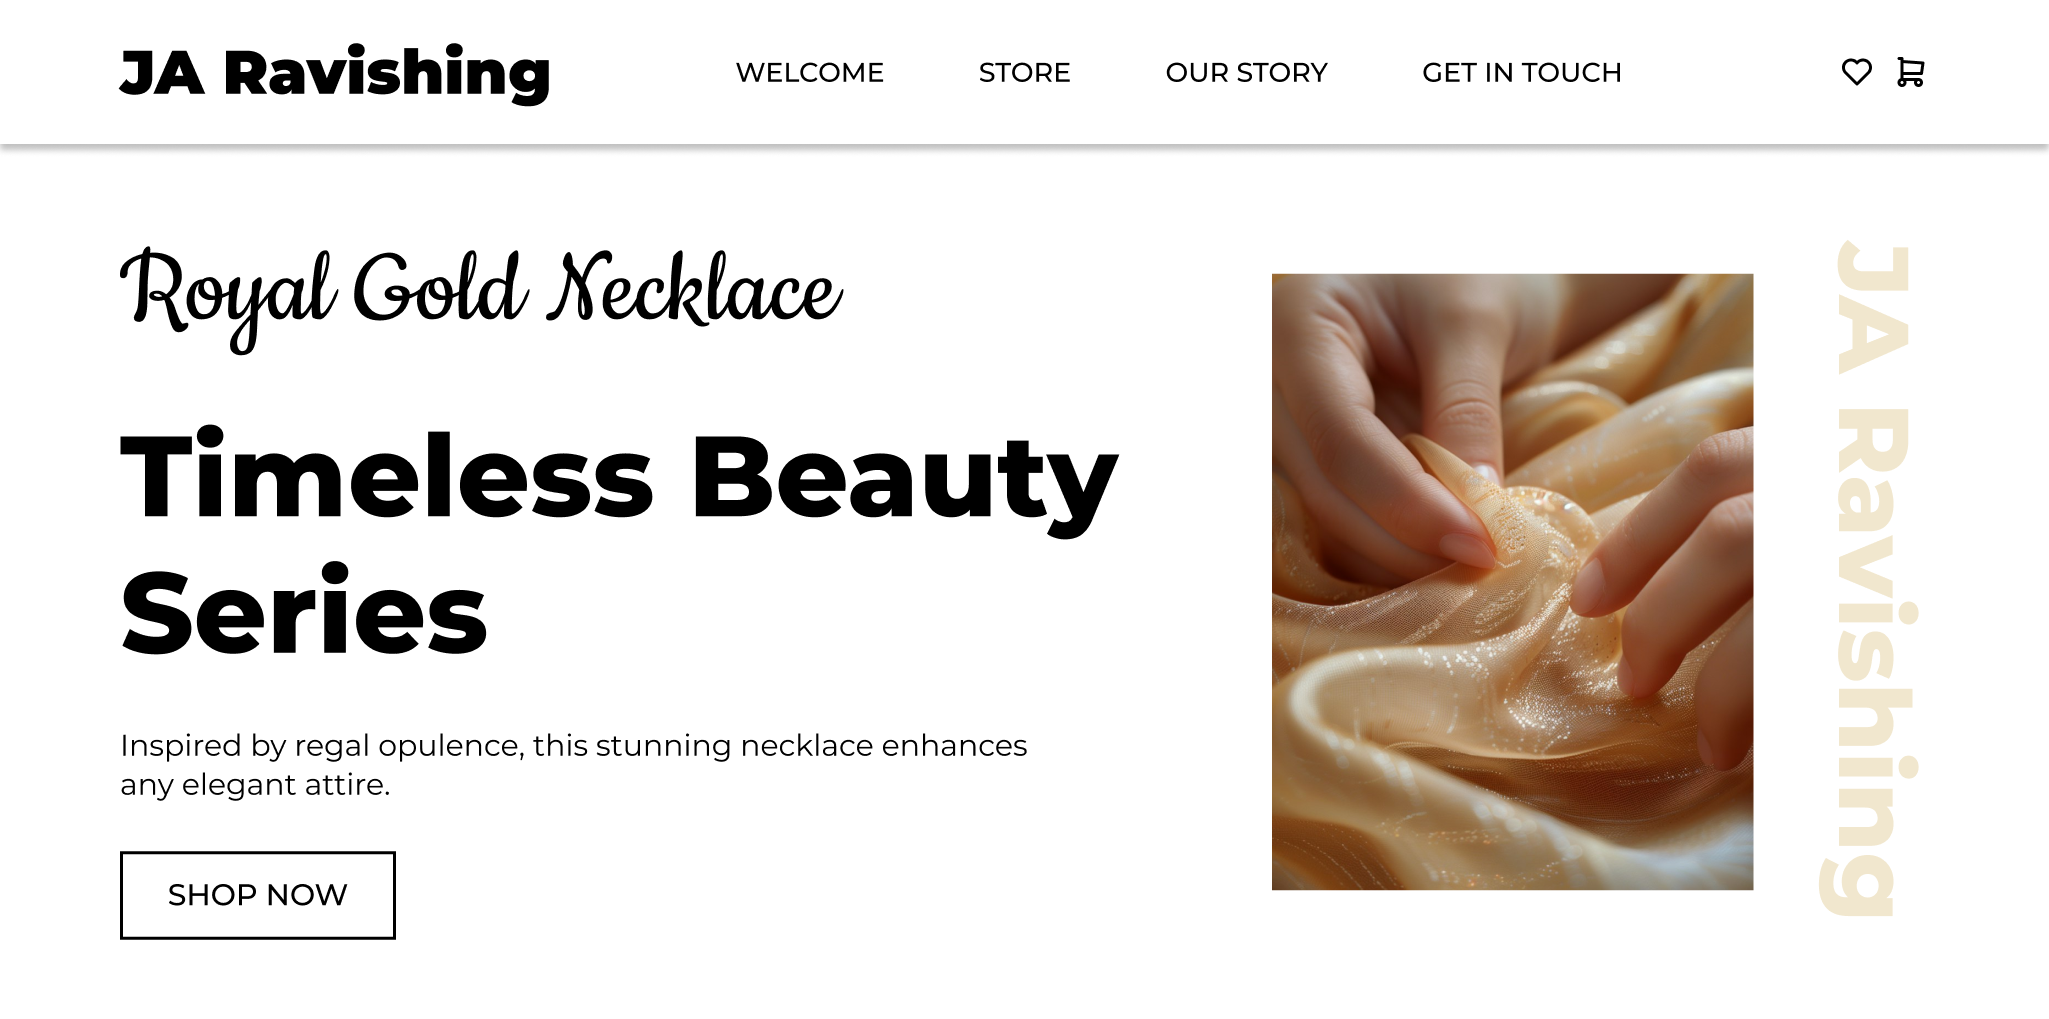 JA Ravishing
WELCOME
STORE
OUR STORY
GET IN TOUCH
Royal Gold Necklace
Timeless Beauty
Series
Inspired by regal opulence, this stunning necklace enhances
any elegant attire.
SHOP NOW
JA Ravishing